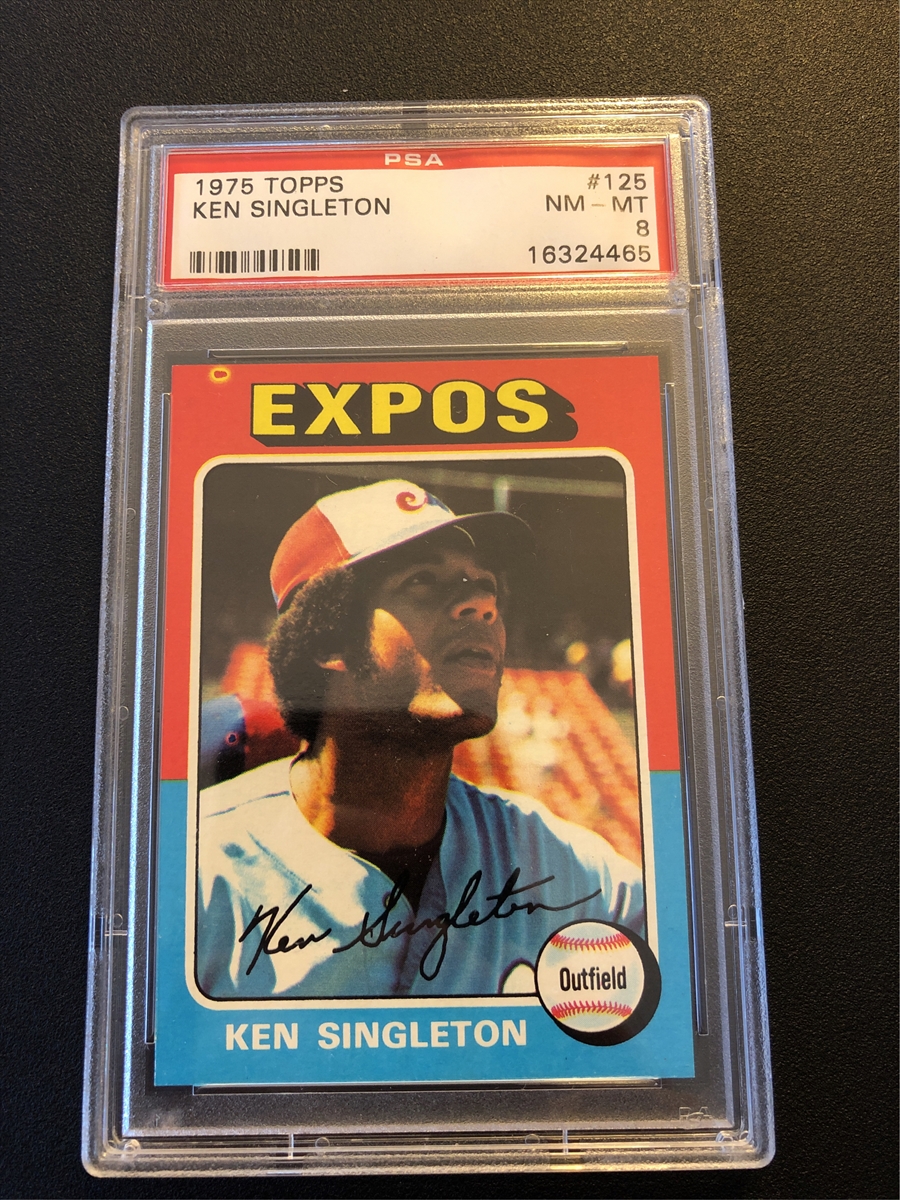 PSA
1975 TOPPS #125
KEN SINGLETON NM - MT
8
16324465
EXPOS
Ken Singleton
Outfield
KEN SINGLETON